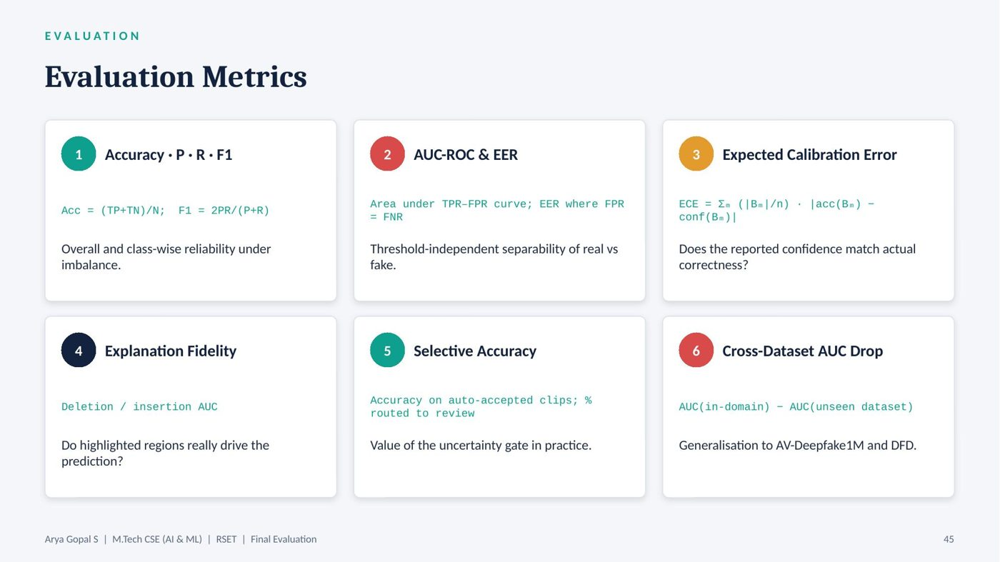 EVALUATION
Evaluation Metrics
1
Accuracy · P · R · F1
Acc = (TP+TN)/N;  F1 = 2PR/(P+R)
Overall and class-wise reliability under
imbalance.
2
AUC-ROC & EER
Area under TPR–FPR curve; EER where FPR
= FNR
Threshold-independent separability of real vs
fake.
3
Expected Calibration Error
ECE = Σₘ (|Bₘ|/n) · |acc(Bₘ) −
conf(Bₘ)|
Does the reported confidence match actual
correctness?
4
Explanation Fidelity
Deletion / insertion AUC
Do highlighted regions really drive the
prediction?
5
Selective Accuracy
Accuracy on auto-accepted clips; %
routed to review
Value of the uncertainty gate in practice.
6
Cross-Dataset AUC Drop
AUC(in-domain) − AUC(unseen dataset)
Generalisation to AV-Deepfake1M and DFD.
Arya Gopal S | M.Tech CSE (AI & ML) | RSET | Final Evaluation
45